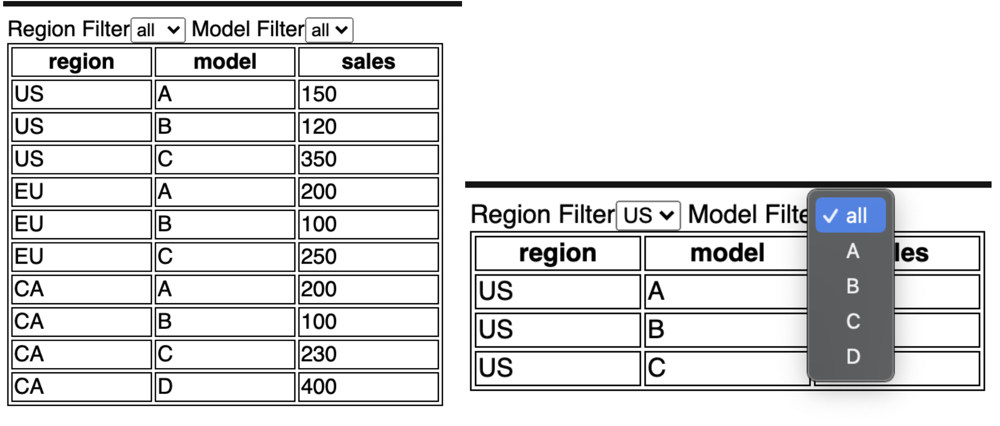 Region Filter all Model Filter all
region model sales
US A 150
US B 120
US C 350
EU A 200
EU B 100
EU C 250
CA A 200
CA B 100
CA C 230
CA D 400
Region Filter US Model Filte all
region model les
A
US A
B
US B
C
US C
D